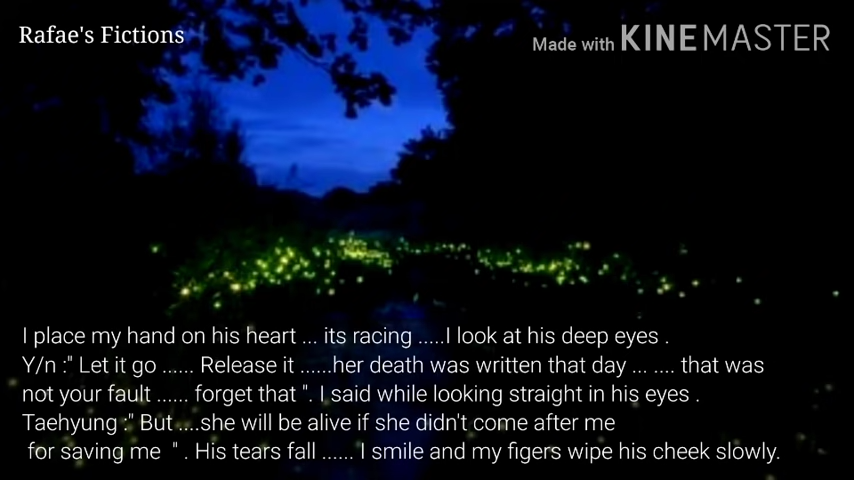 Rafae's Fictions
Made with KINEMASTER
I place my hand on his heart ... its racing .....I look at his deep eyes .
Y/n :" Let it go ...... Release it ......her death was written that day ... .... that was
not your fault ...... forget that ". I said while looking straight in his eyes .
Taehyung :" But ....she will be alive if she didn't come after me
for saving me " . His tears fall ...... I smile and my figers wipe his cheek slowly.